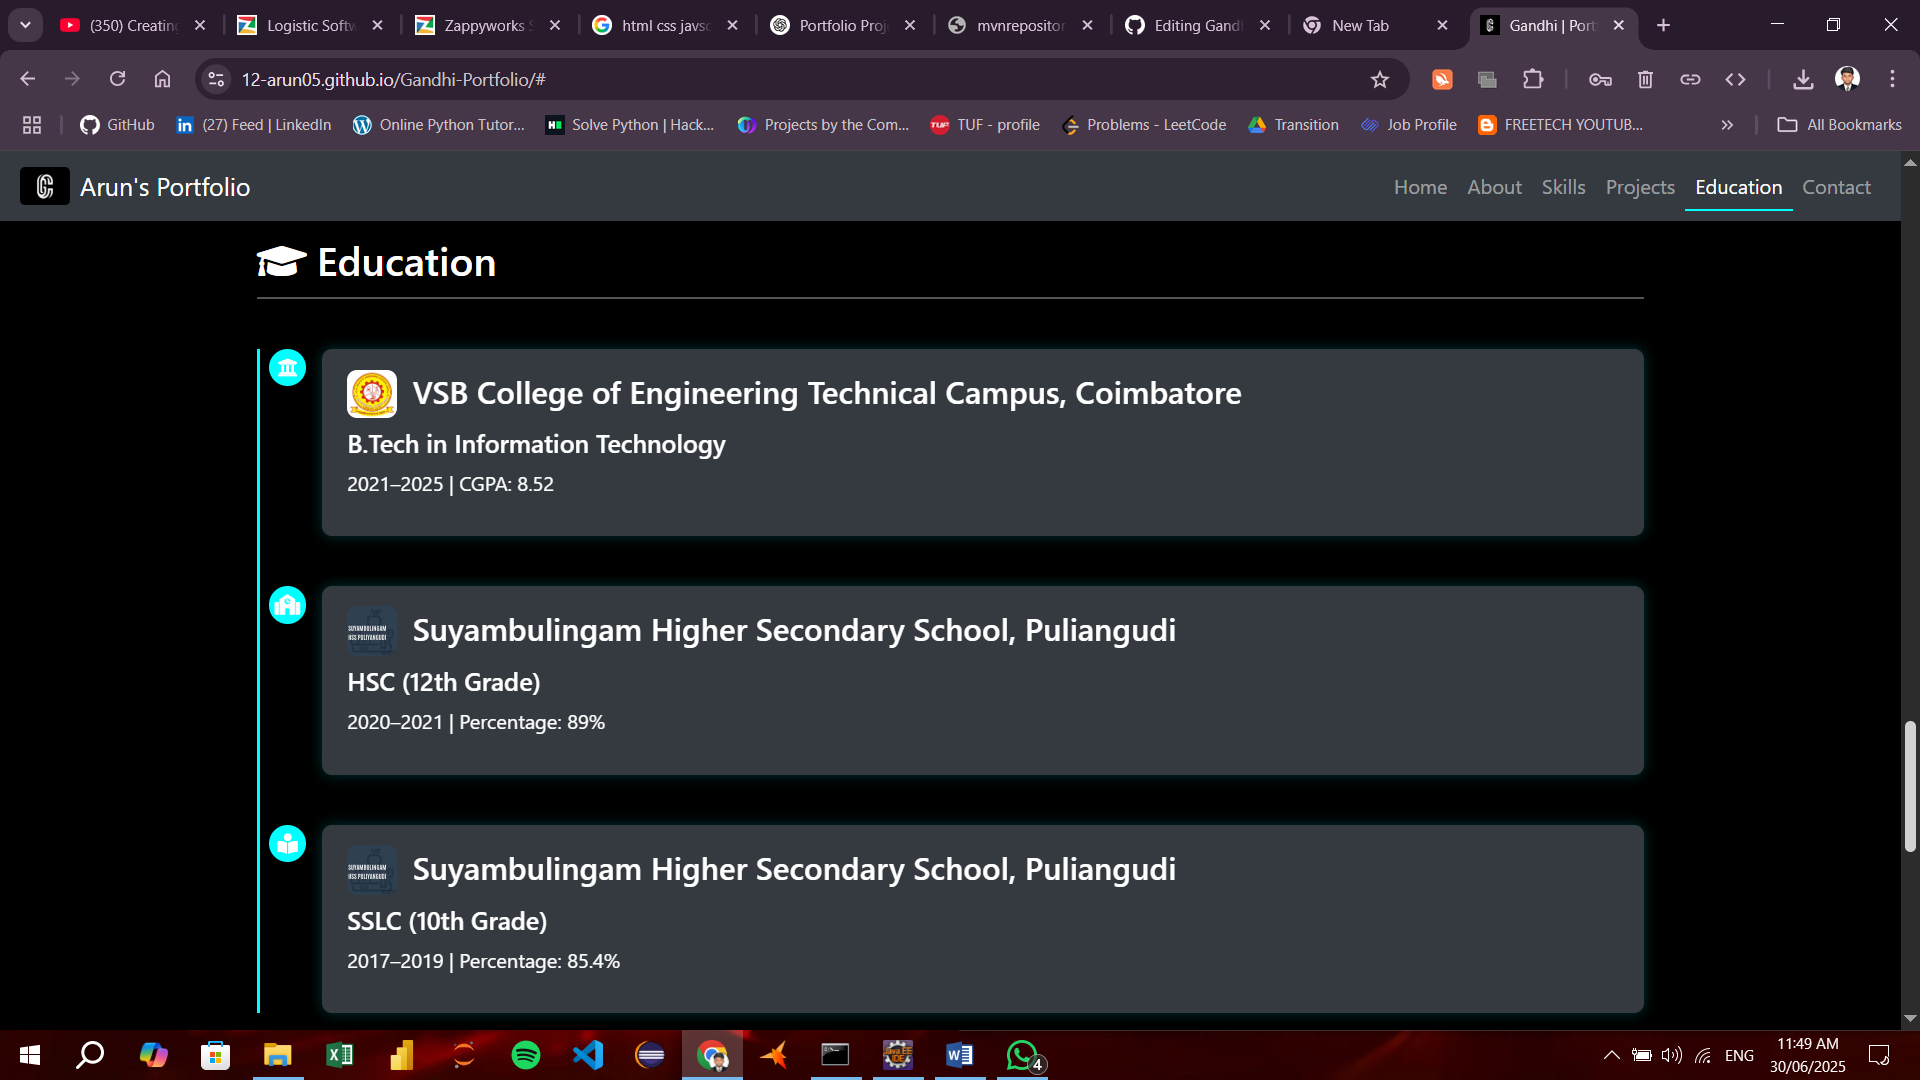 (350) Creating
Logistic Softw
Zappyworks S
html css javsc
Portfolio Proj
mvnrepositor
Editing Gandl
New Tab
Gandhi | Port
12-arun05.github.io/Gandhi-Portfolio/#
GitHub
(27) Feed | LinkedIn
Online Python Tutor...
Solve Python | Hack...
Projects by the Com...
TUF - profile
Problems - LeetCode
Transition
Job Profile
FREETECH YOUTUB...
All Bookmarks
Arun's Portfolio
Home
About
Skills
Projects
Education
Contact
Education
VSB College of Engineering Technical Campus, Coimbatore
B.Tech in Information Technology
2021–2025 | CGPA: 8.52
SUYAMBULINGAM
HSS PULIYANGUDI
Suyambulingam Higher Secondary School, Puliangudi
HSC (12th Grade)
2020–2021 | Percentage: 89%
SUYAMBULINGAM
HSS PULIYANGUDI
Suyambulingam Higher Secondary School, Puliangudi
SSLC (10th Grade)
2017–2019 | Percentage: 85.4%
4
ENG
11:49 AM
30/06/2025